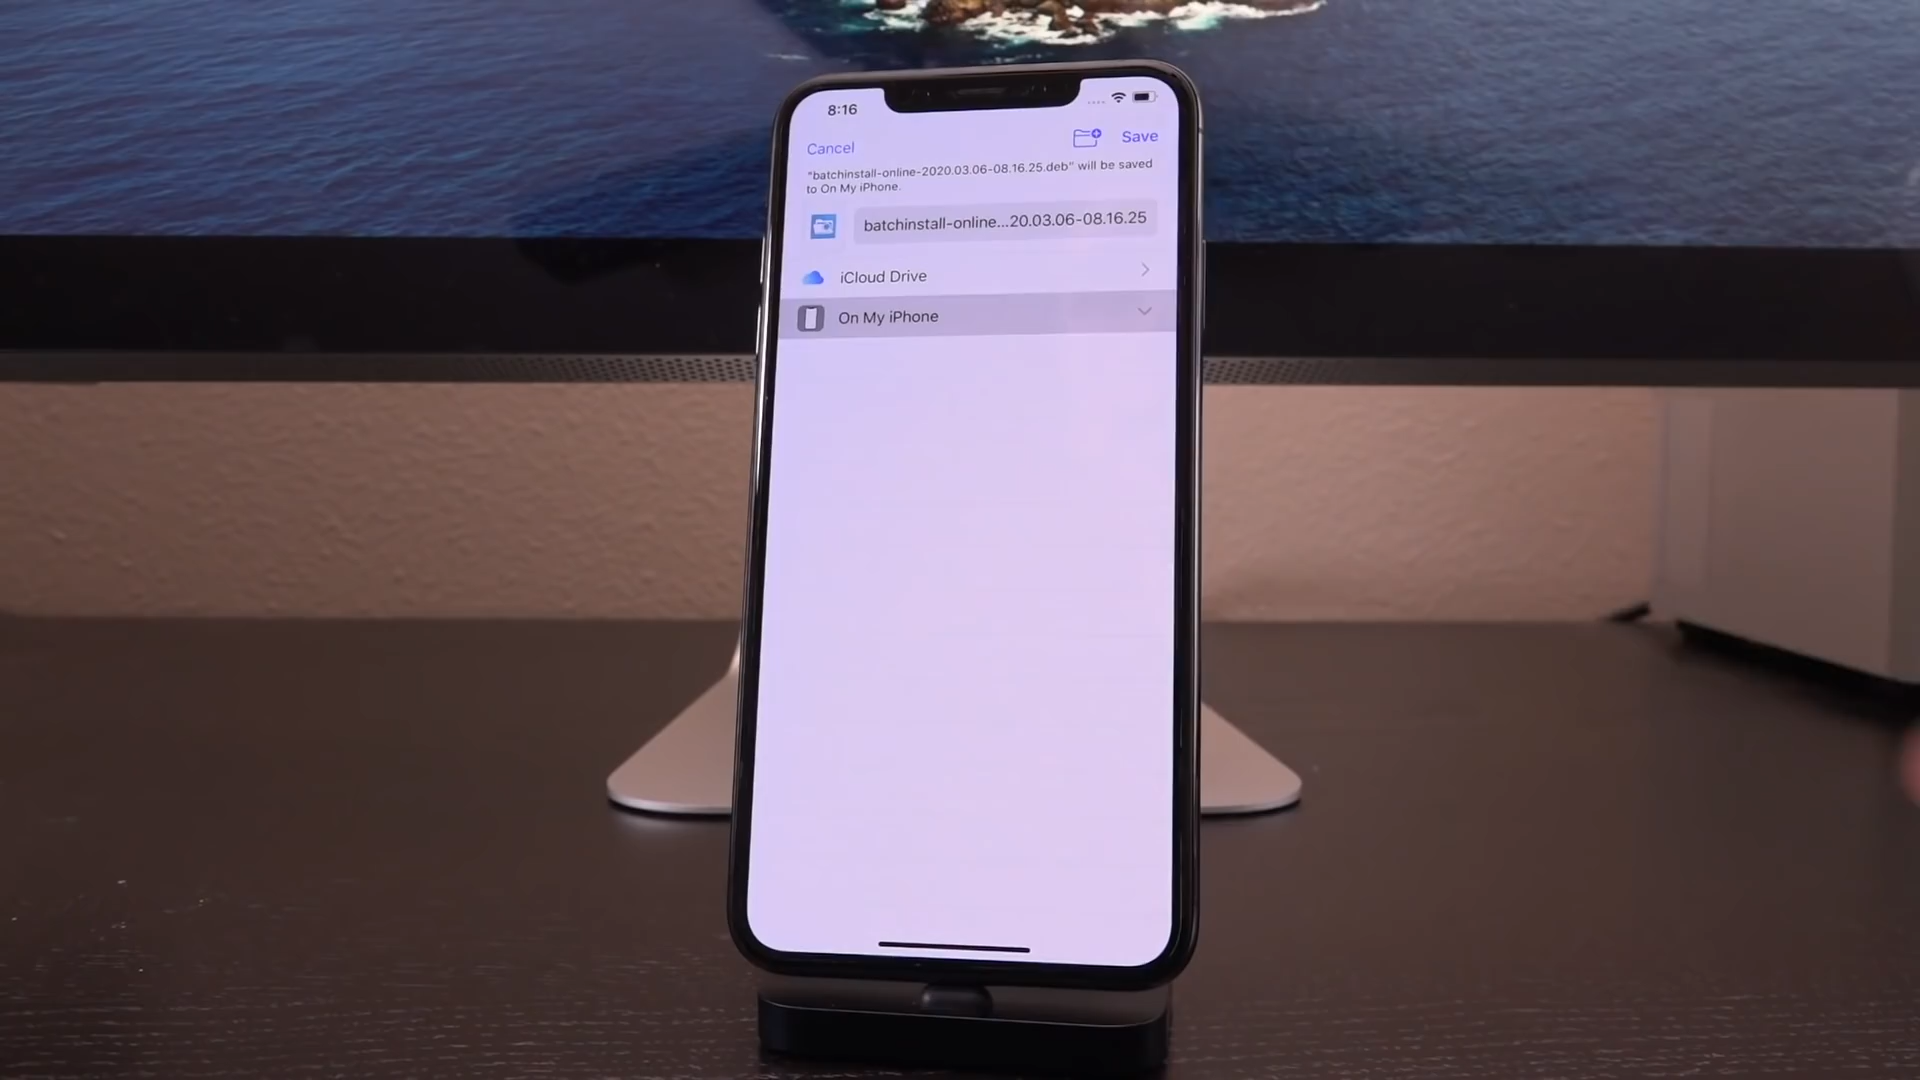 8:16
Cancel
Save
"batchinstall-online-2020.03.06-08.16.25.deb" will be saved
to On My iPhone.
batchinstall-online...20.03.06-08.16.25
iCloud Drive
On My iPhone